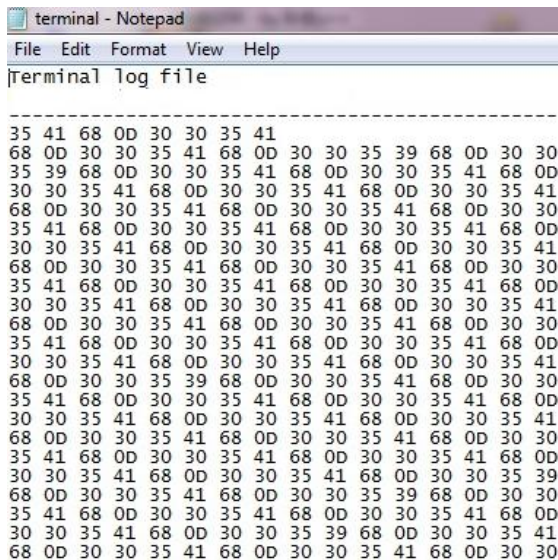 terminal - Notepad
File Edit Format View Help
Terminal log file
--------------------------------------------------------
35 41 68 0D 30 30 35 41
68 0D 30 30 35 41 68 0D 30 30 35 39 68 0D 30 30
35 39 68 0D 30 30 35 41 68 0D 30 30 35 41 68 0D
30 30 35 41 68 0D 30 30 35 41 68 0D 30 30 35 41
68 0D 30 30 35 41 68 0D 30 30 35 41 68 0D 30 30
35 41 68 0D 30 30 35 41 68 0D 30 30 35 41 68 0D
30 30 35 41 68 0D 30 30 35 41 68 0D 30 30 35 41
68 0D 30 30 35 41 68 0D 30 30 35 41 68 0D 30 30
35 41 68 0D 30 30 35 41 68 0D 30 30 35 41 68 0D
30 30 35 41 68 0D 30 30 35 41 68 0D 30 30 35 41
68 0D 30 30 35 41 68 0D 30 30 35 41 68 0D 30 30
35 41 68 0D 30 30 35 41 68 0D 30 30 35 41 68 0D
30 30 35 41 68 0D 30 30 35 41 68 0D 30 30 35 41
68 0D 30 30 35 39 68 0D 30 30 35 41 68 0D 30 30
35 41 68 0D 30 30 35 41 68 0D 30 30 35 41 68 0D
30 30 35 41 68 0D 30 30 35 41 68 0D 30 30 35 41
68 0D 30 30 35 41 68 0D 30 30 35 41 68 0D 30 30
35 41 68 0D 30 30 35 41 68 0D 30 30 35 41 68 0D
30 30 35 41 68 0D 30 30 35 41 68 0D 30 30 35 39
68 0D 30 30 35 41 68 0D 30 30 35 39 68 0D 30 30
35 41 68 0D 30 30 35 41 68 0D 30 30 35 41 68 0D
30 30 35 41 68 0D 30 30 35 39 68 0D 30 30 35 41
68 0D 30 30 35 41 68 0D 30 30 35 41 68 0D 30